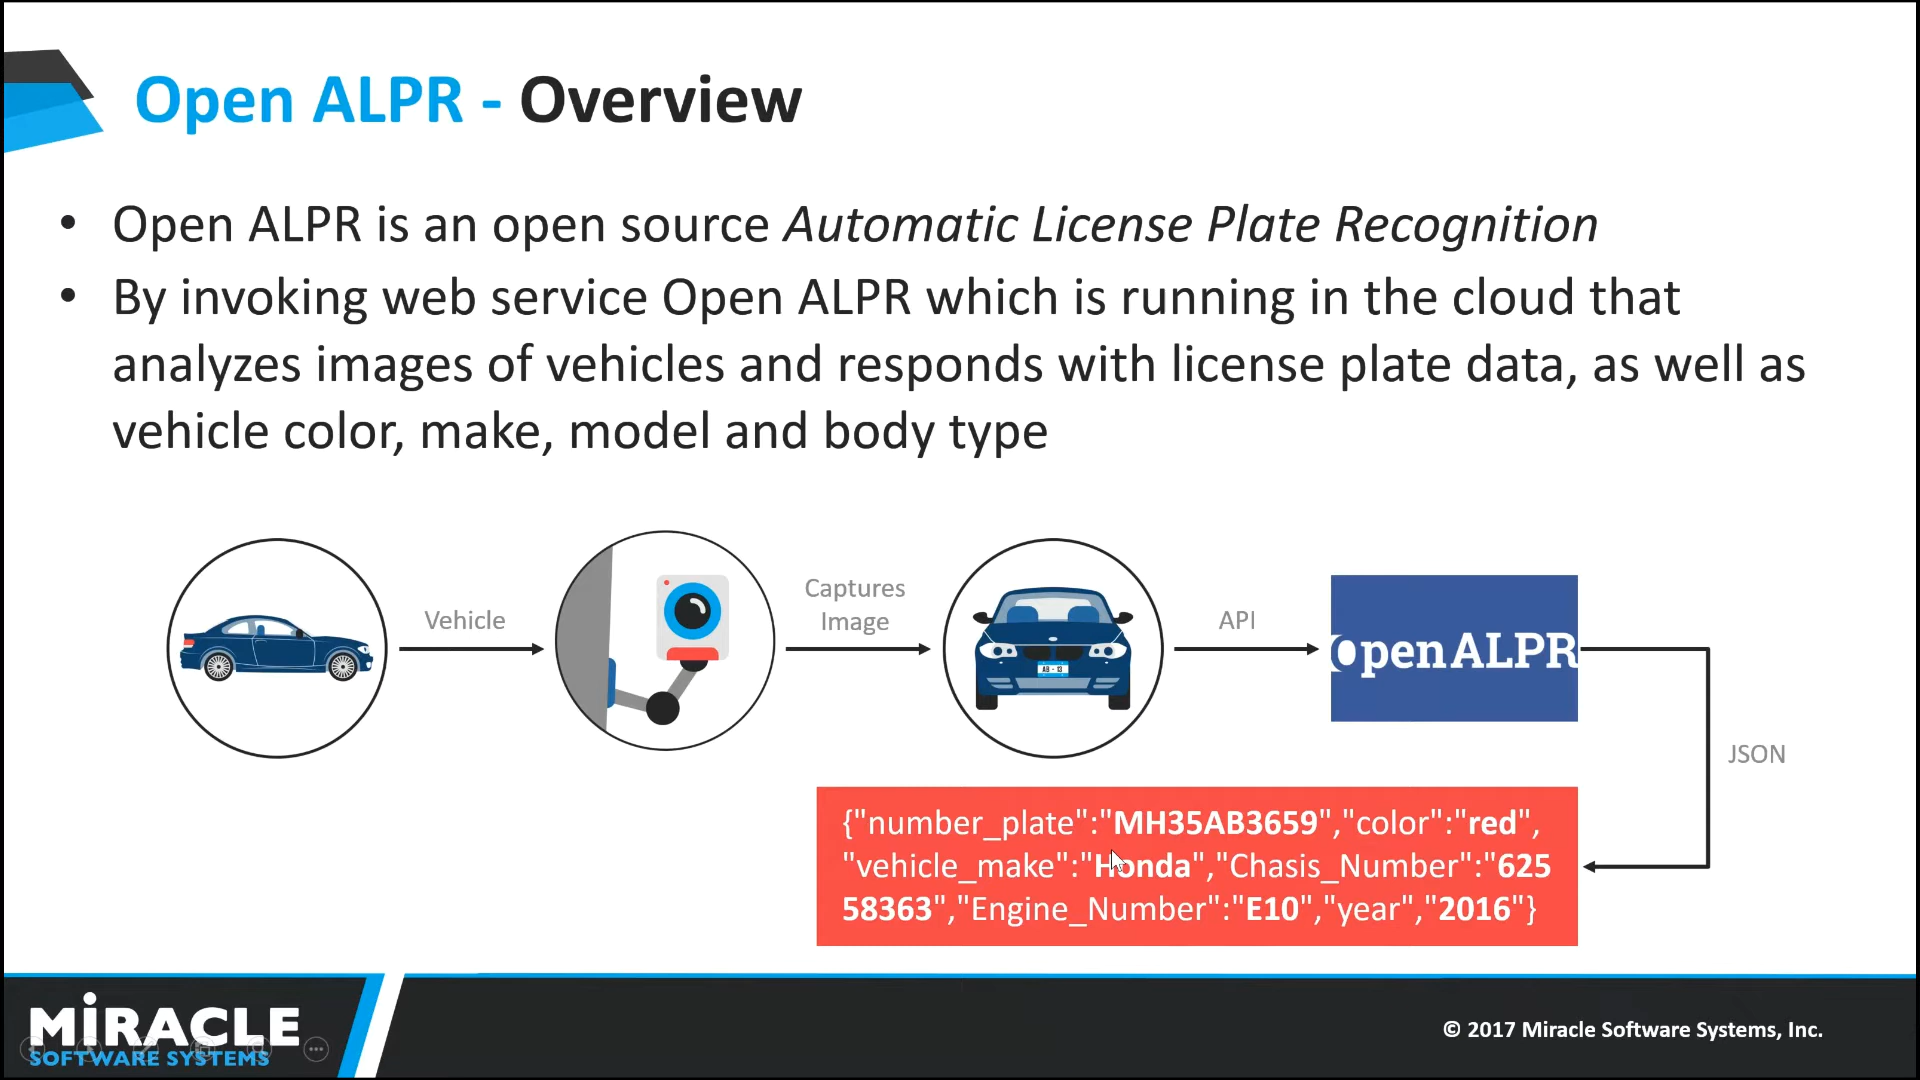 Open ALPR - Overview
• Open ALPR is an open source Automatic License Plate Recognition
• By invoking web service Open ALPR which is running in the cloud that
analyzes images of vehicles and responds with license plate data, as well as
vehicle color, make, model and body type
Vehicle
Captures
Image
API
AB - 13
openALPR
JSON
{"number_plate":"MH35AB3659","color":"red",
"vehicle_make":"Honda","Chasis_Number":"625
58363","Engine_Number":"E10","year","2016"}
MiRACLE
SOFTWARE SYSTEMS
© 2017 Miracle Software Systems, Inc.